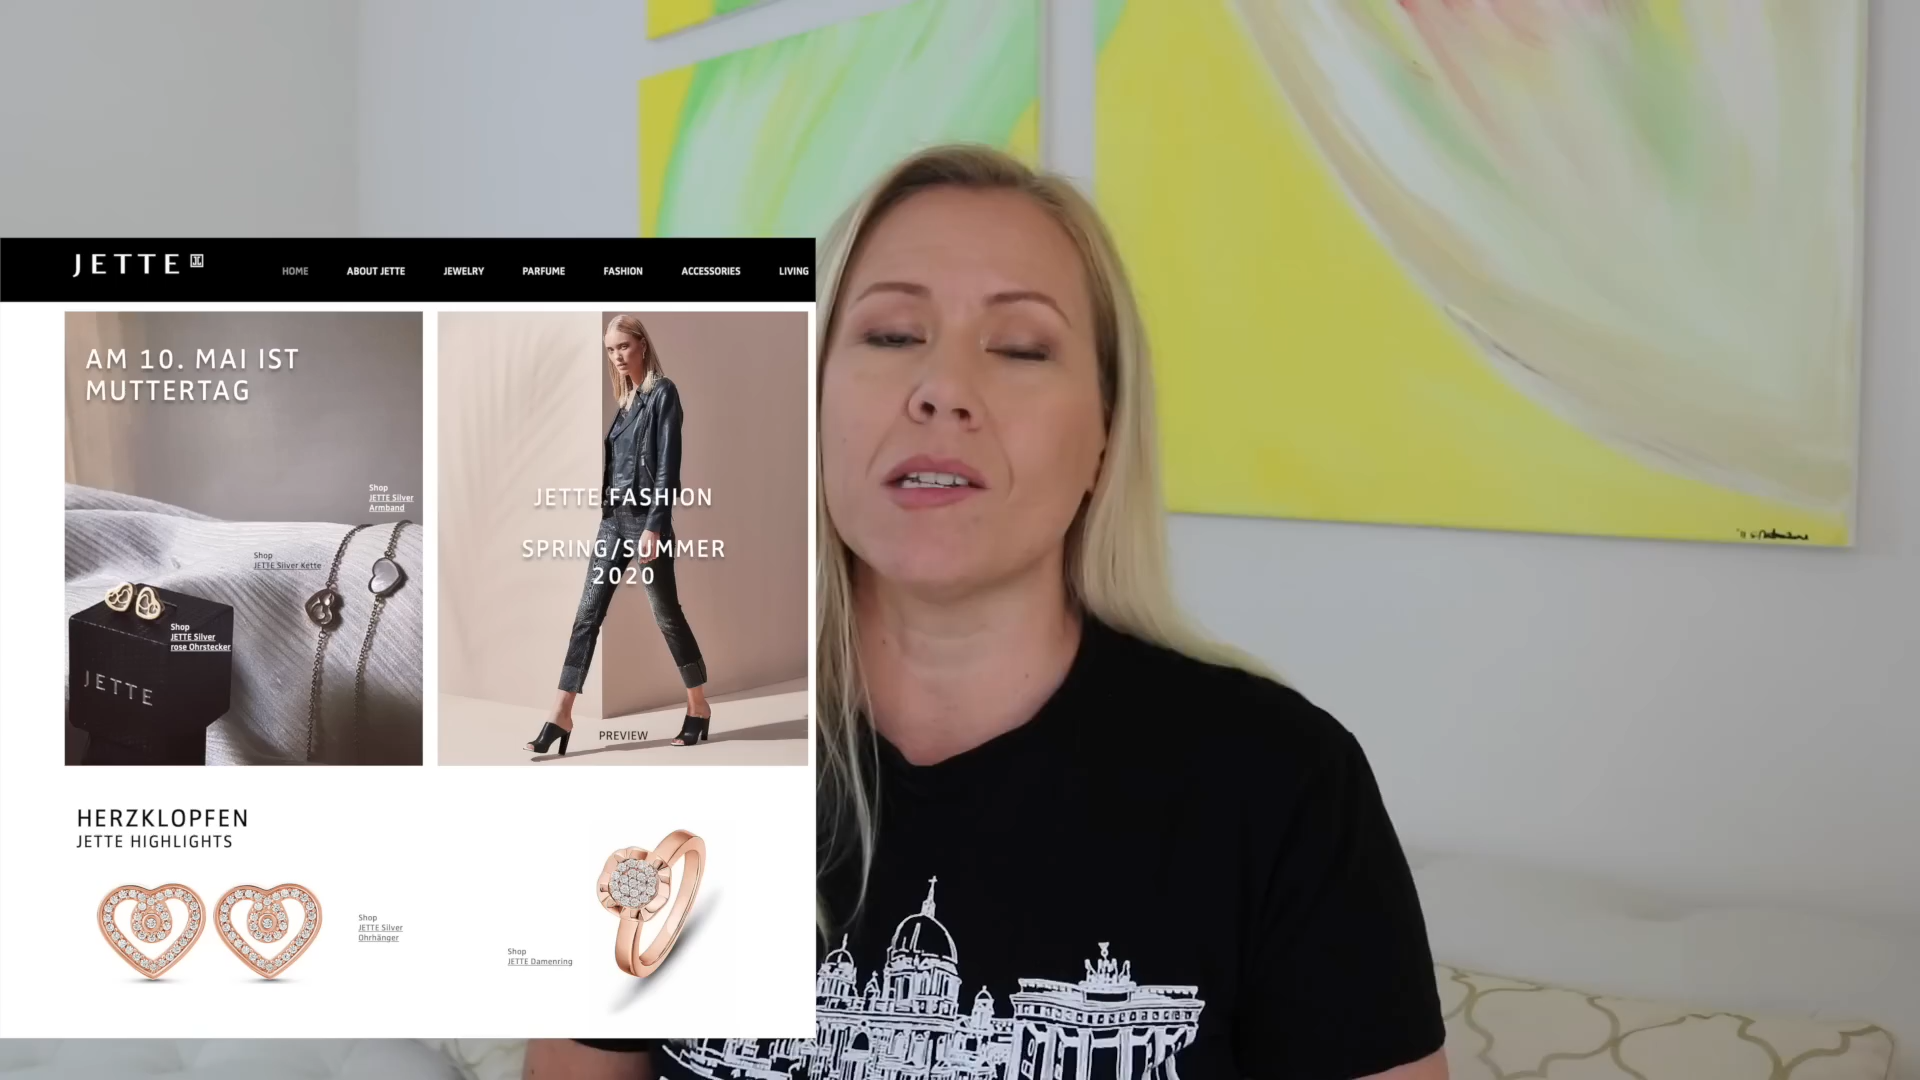 JETTE
HOME ABOUT JETTE JEWELRY PARFUME FASHION ACCESSORIES LIVING
AM 10. MAI IST
MUTTERTAG
Shop
JETTE Silver
Armband
Shop
JETTE Silver Kette
Shop
JETTE Silver
rose Ohrstecker
JETTE
JETTE FASHION
SPRING/SUMMER
2020
PREVIEW
HERZKLOPFEN
JETTE HIGHLIGHTS
Shop
JETTE Silver
Ohrhänger
Shop
JETTE Damenring